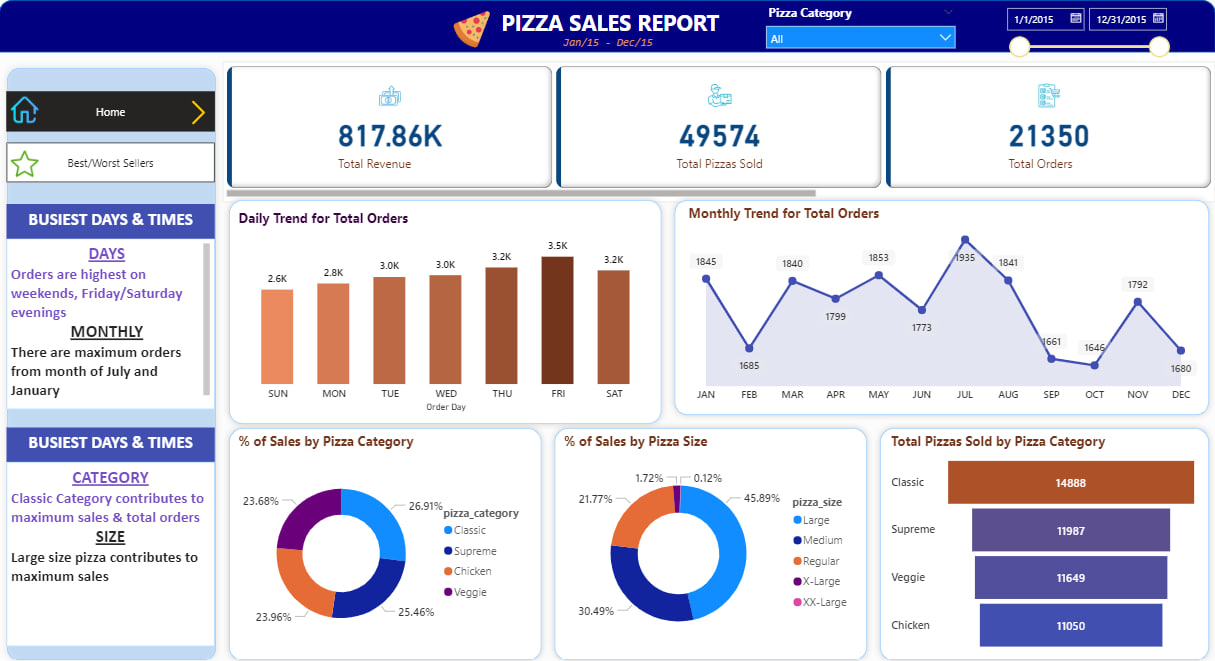 PIZZA SALES REPORT
Jan/15 - Dec/15
Pizza Category
All
1/1/2015
12/31/2015
Home
Best/Worst Sellers
BUSIEST DAYS & TIMES
DAYS
Orders are highest on
weekends, Friday/Saturday
evenings
MONTHLY
There are maximum orders
from month of July and
January
BUSIEST DAYS & TIMES
CATEGORY
Classic Category contributes to
maximum sales & total orders
SIZE
Large size pizza contributes to
maximum sales
817.86K
Total Revenue
49574
Total Pizzas Sold
21350
Total Orders
Daily Trend for Total Orders
2.6K
2.8K
3.0K
3.0K
3.2K
3.5K
3.2K
SUN MON TUE WED THU FRI SAT
Order Day
Monthly Trend for Total Orders
1845
1685
1840
1799
1853
1773
1935
1841
1661
1646
1792
1680
JAN FEB MAR APR MAY JUN JUL AUG SEP OCT NOV DEC
% of Sales by Pizza Category
23.68%
26.91%
23.96%
25.46%
pizza_category
Classic
Supreme
Chicken
Veggie
% of Sales by Pizza Size
1.72%
0.12%
21.77%
45.89%
30.49%
pizza_size
Large
Medium
Regular
X-Large
XX-Large
Total Pizzas Sold by Pizza Category
Classic 14888
Supreme 11987
Veggie 11649
Chicken 11050